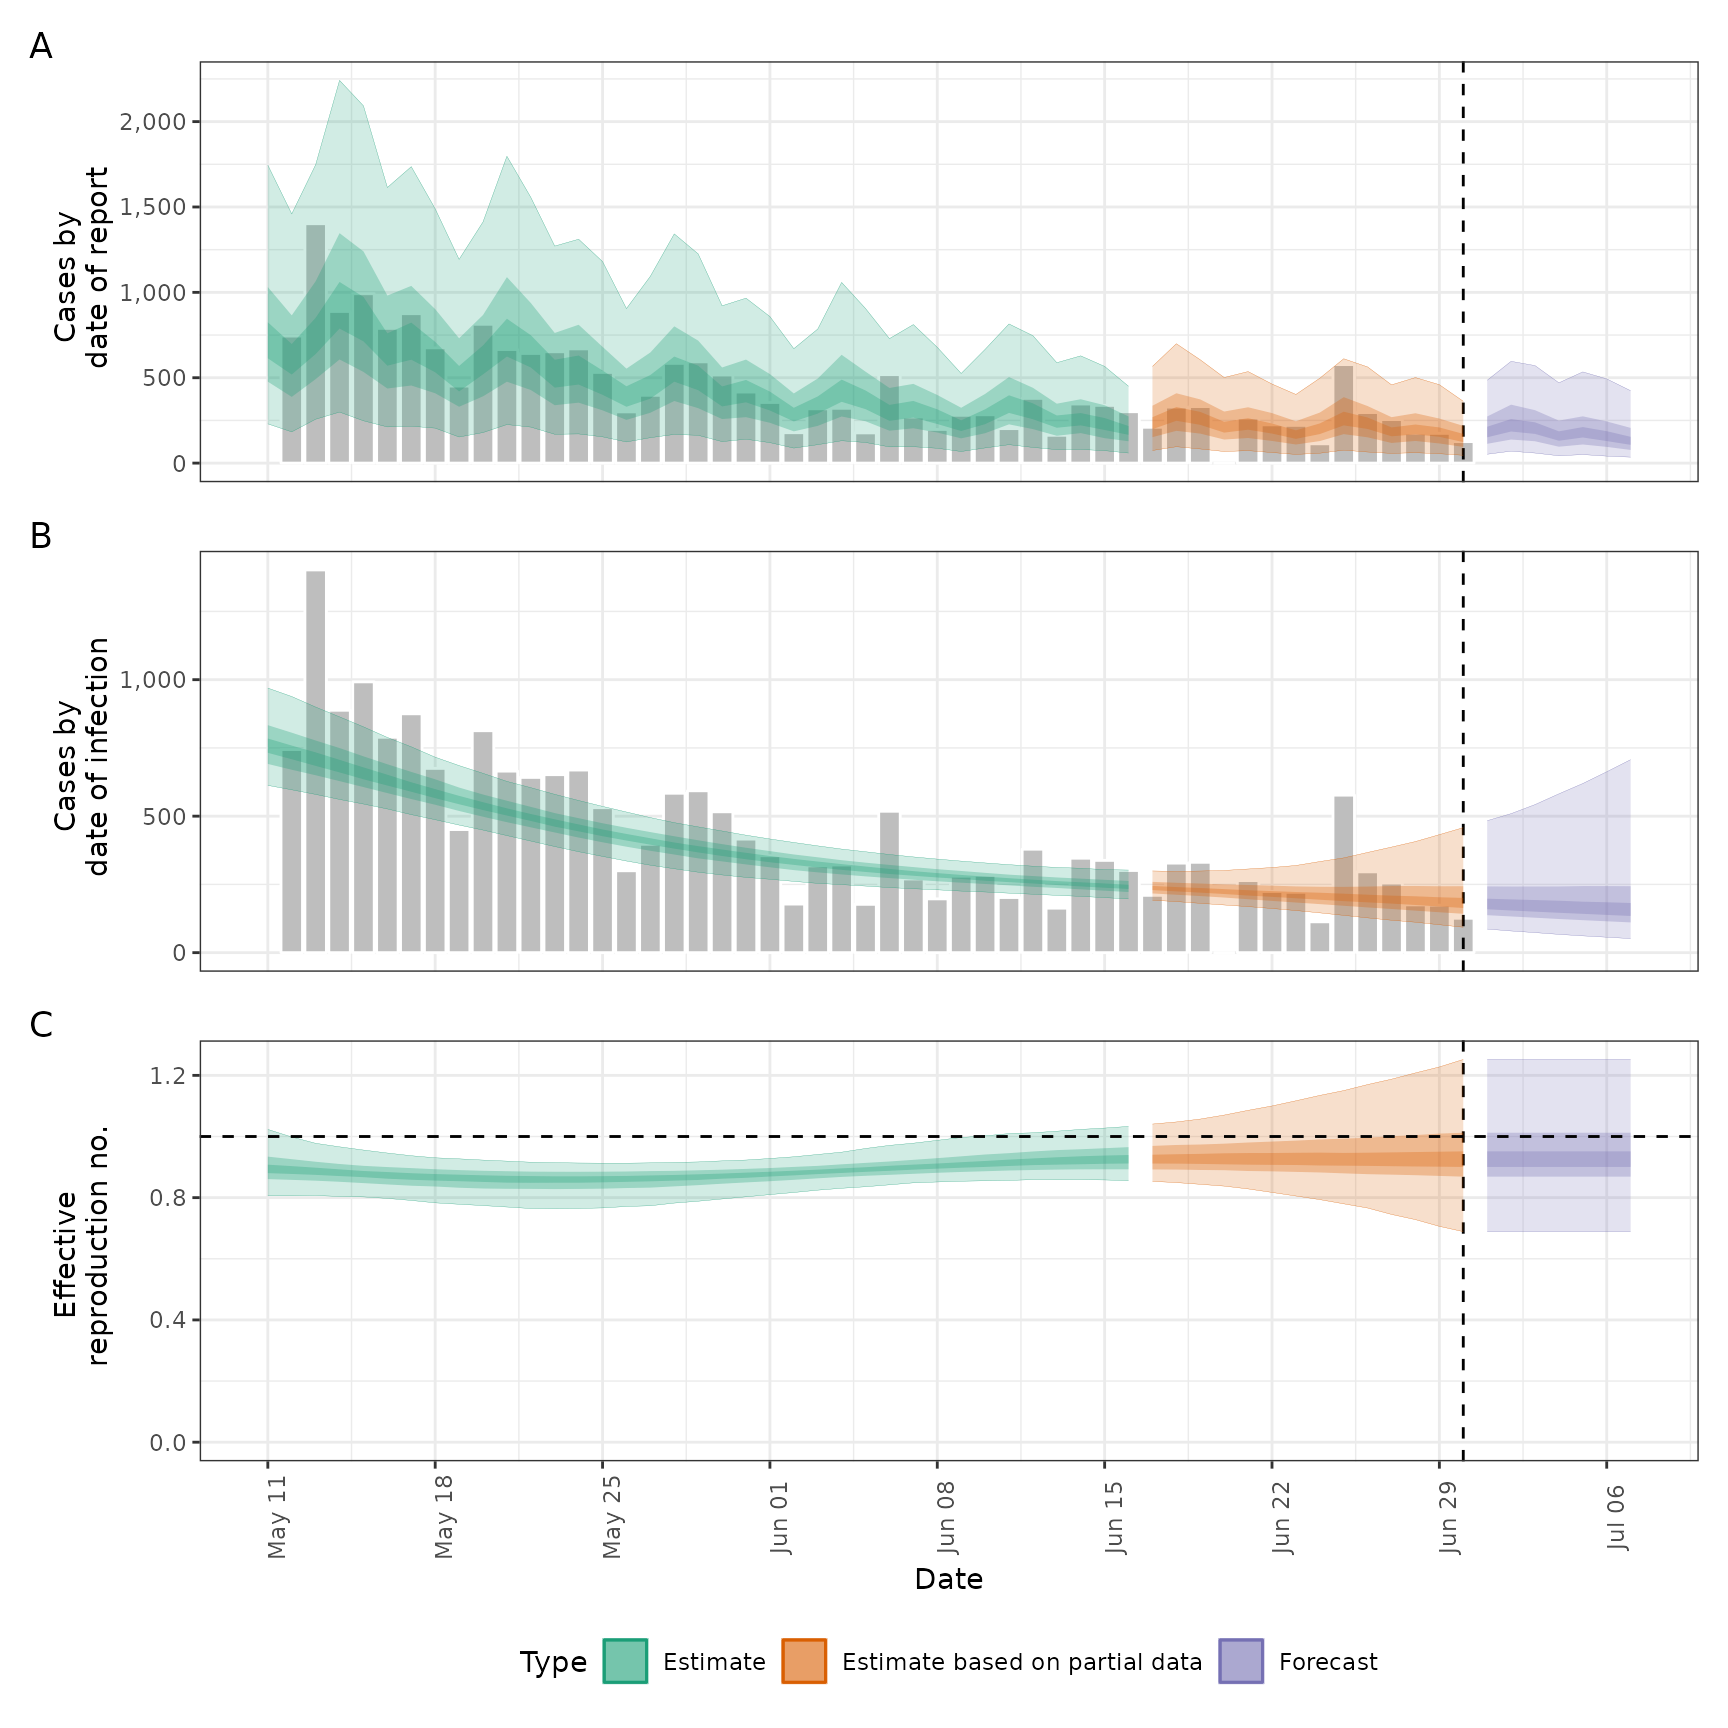 A
Cases by
date of report
2,000
1,500
1,000
500
0
B
Cases by
date of infection
1,000
500
0
C
Effective
reproduction no.
1.2
0.8
0.4
0.0
May 11
May 18
May 25
Jun 01
Jun 08
Jun 15
Jun 22
Jun 29
Jul 06
Date
Type
Estimate
Estimate based on partial data
Forecast